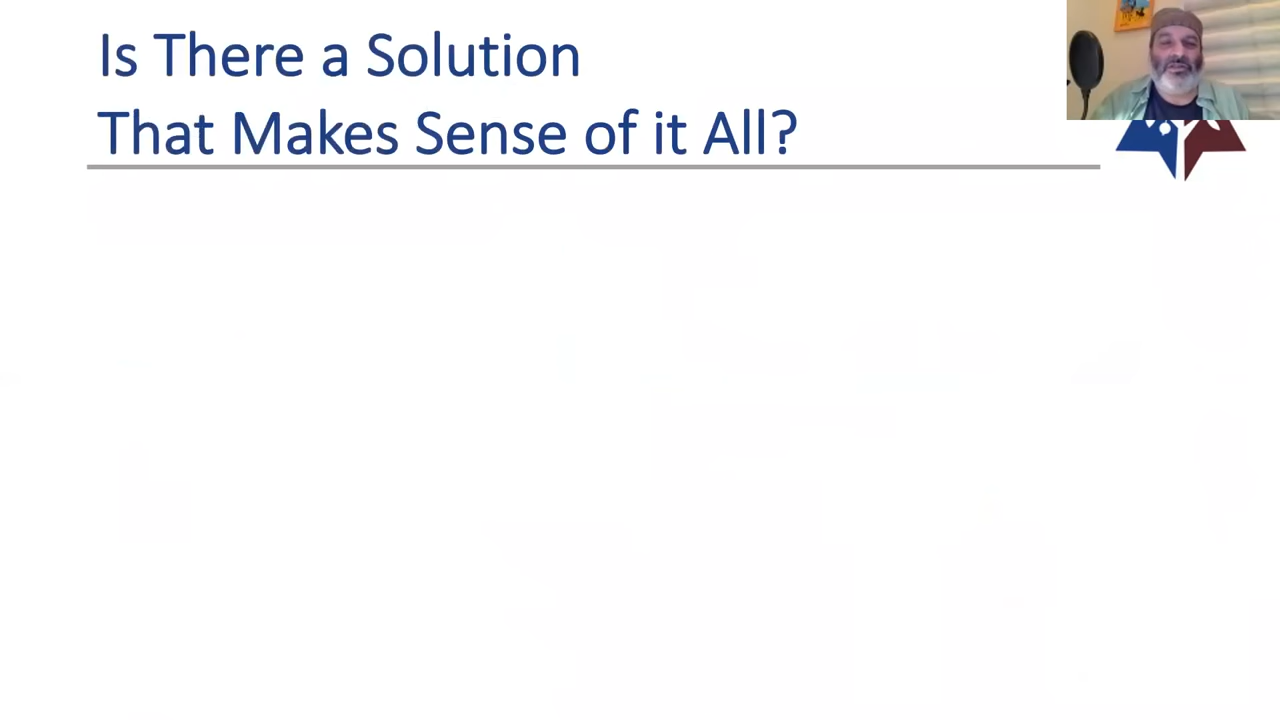 Is There a Solution
That Makes Sense of it All?